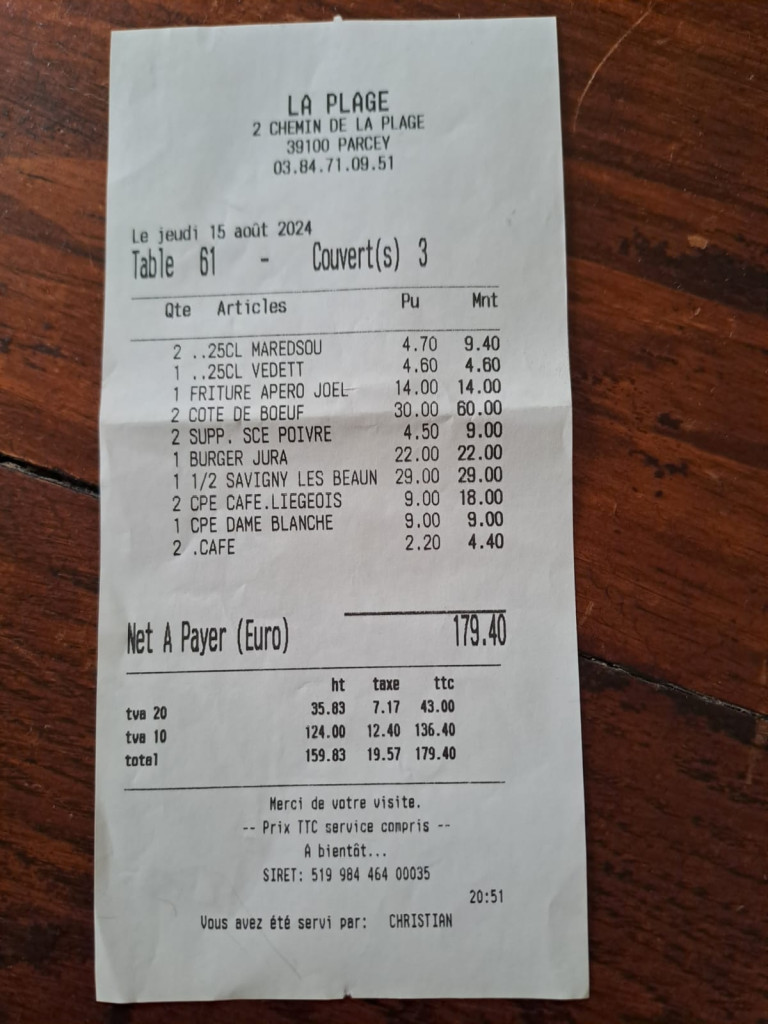 LA PLAGE
2 CHEMIN DE LA PLAGE
39100 PARCEY
03.84.71.09.51
Le jeudi 15 août 2024
Table 61 - Couvert(s) 3
Qte Articles Pu Mnt
2 ..25CL MAREDSOU 4.70 9.40
1 ..25CL VEDETT 4.60 4.60
1 FRITURE APERO JOEL 14.00 14.00
2 COTE DE BOEUF 30.00 60.00
2 SUPP. SCE POIVRE 4.50 9.00
1 BURGER JURA 22.00 22.00
1 1/2 SAVIGNY LES BEAUN 29.00 29.00
2 CPE CAFE.LIEGEOIS 9.00 18.00
1 CPE DAME BLANCHE 9.00 9.00
2 .CAFE 2.20 4.40
Net A Payer (Euro) 179.40
ht taxe ttc
tva 20 35.83 7.17 43.00
tva 10 124.00 12.40 136.40
total 159.83 19.57 179.40
Merci de votre visite.
-- Prix TTC service compris --
A bientôt...
SIRET: 519 984 464 00035
20:51
Vous avez été servi par: CHRISTIAN